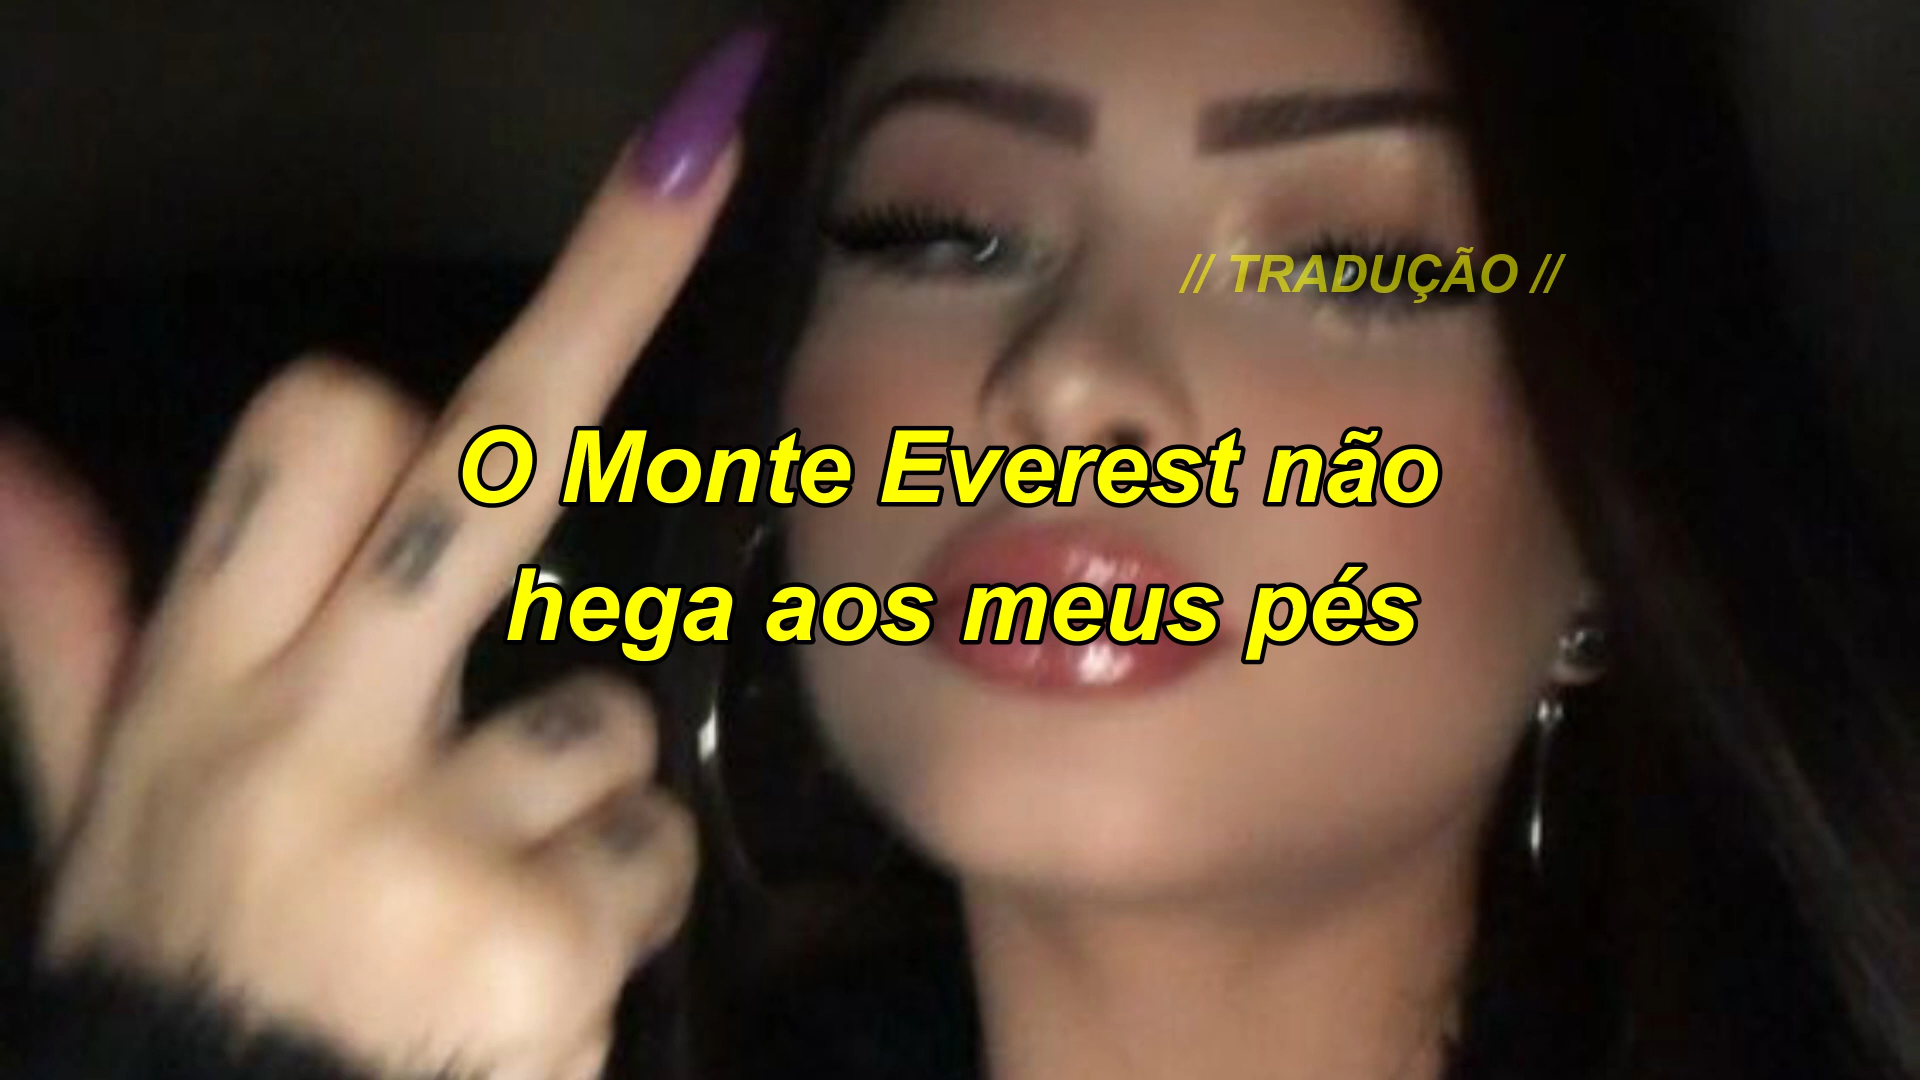 // TRADUÇÃO //
O Monte Everest não
hega aos meus pés